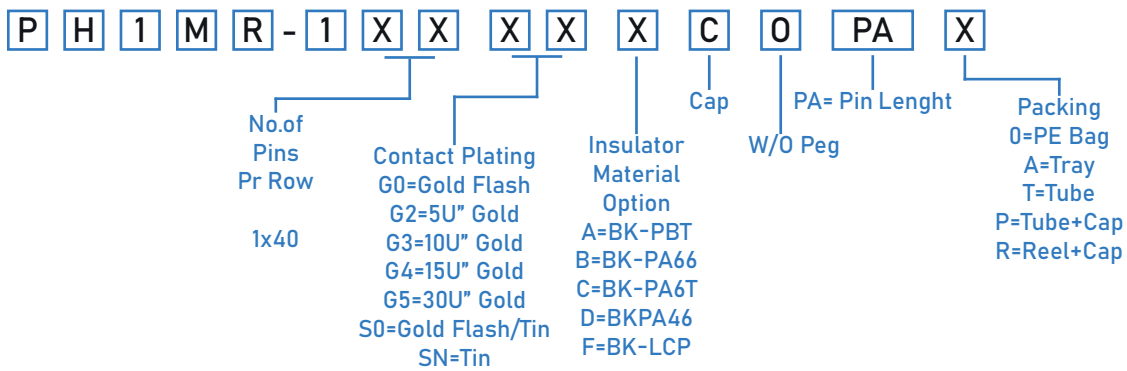 PH1MR-1XX XX X C 0 PA X
No.of
Pins
Pr Row
1x40
Contact Plating
G0=Gold Flash
G2=5U” Gold
G3=10U” Gold
G4=15U” Gold
G5=30U” Gold
S0=Gold Flash/Tin
SN=Tin
Insulator
Material
Option
A=BK-PBT
B=BK-PA66
C=BK-PA6T
D=BKPA46
F=BK-LCP
Cap
W/O Peg
PA= Pin Lenght
Packing
0=PE Bag
A=Tray
T=Tube
P=Tube+Cap
R=Reel+Cap